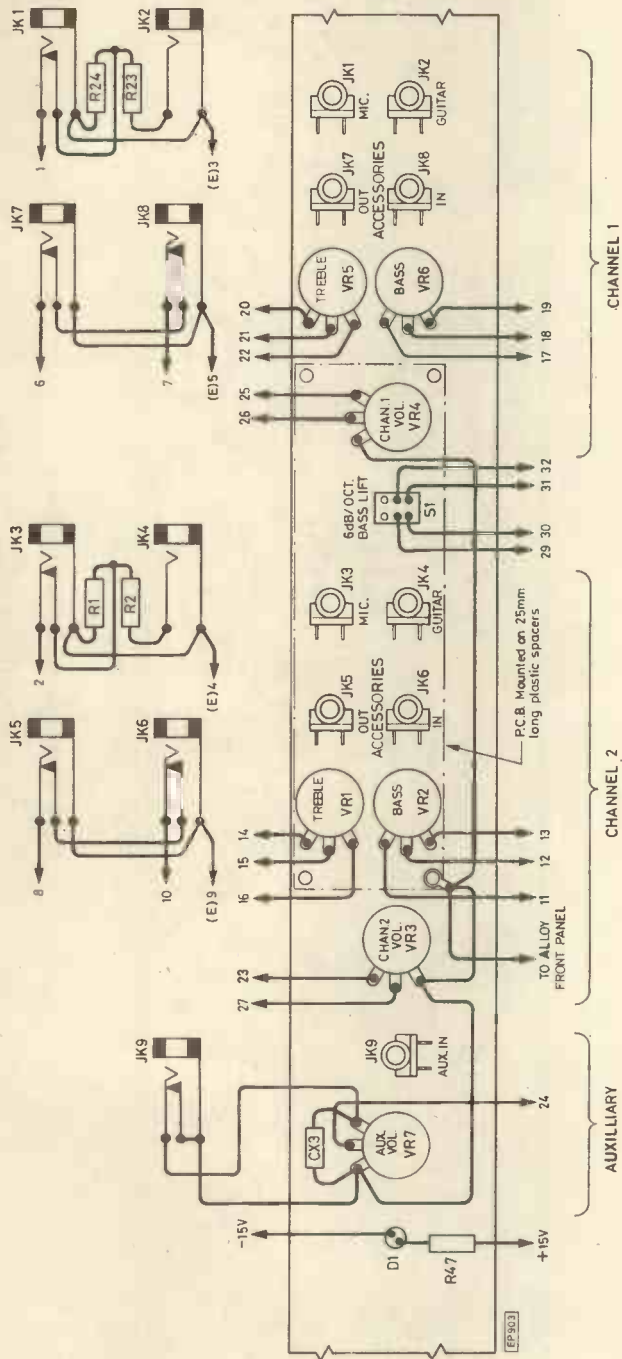 JK1
JK2
R24
R23
1
(E)3
JK7
JK8
6
7
(E)5
JK3
JK4
R1
R2
2
(E)4
JK5
JK6
8
10
(E)9
JK9
JK1
MIC.
JK2
GUITAR
JK7
OUT
ACCESSORIES
JK8
IN
TREBLE
VR5
BASS
VR6
20
21
22
19
18
17
25
26
CHAN.1
VOL.
VR4
6dB/OCT.
BASS LIFT
S1
32
31
30
29
JK3
MIC.
JK4
GUITAR
JK5
OUT
ACCESSORIES
JK6
IN
P.C.B. Mounted on 25mm
long plastic spacers
TREBLE
VR1
BASS
VR2
14
15
16
13
12
11
CHAN.2
VOL.
VR3
23
27
TO ALLOY
FRONT PANEL
JK9
AUX.IN
CX3
AUX.
VOL.
VR7
24
-15V
D1
R47
+15V
EP903
CHANNEL 1
CHANNEL 2
AUXILLIARY